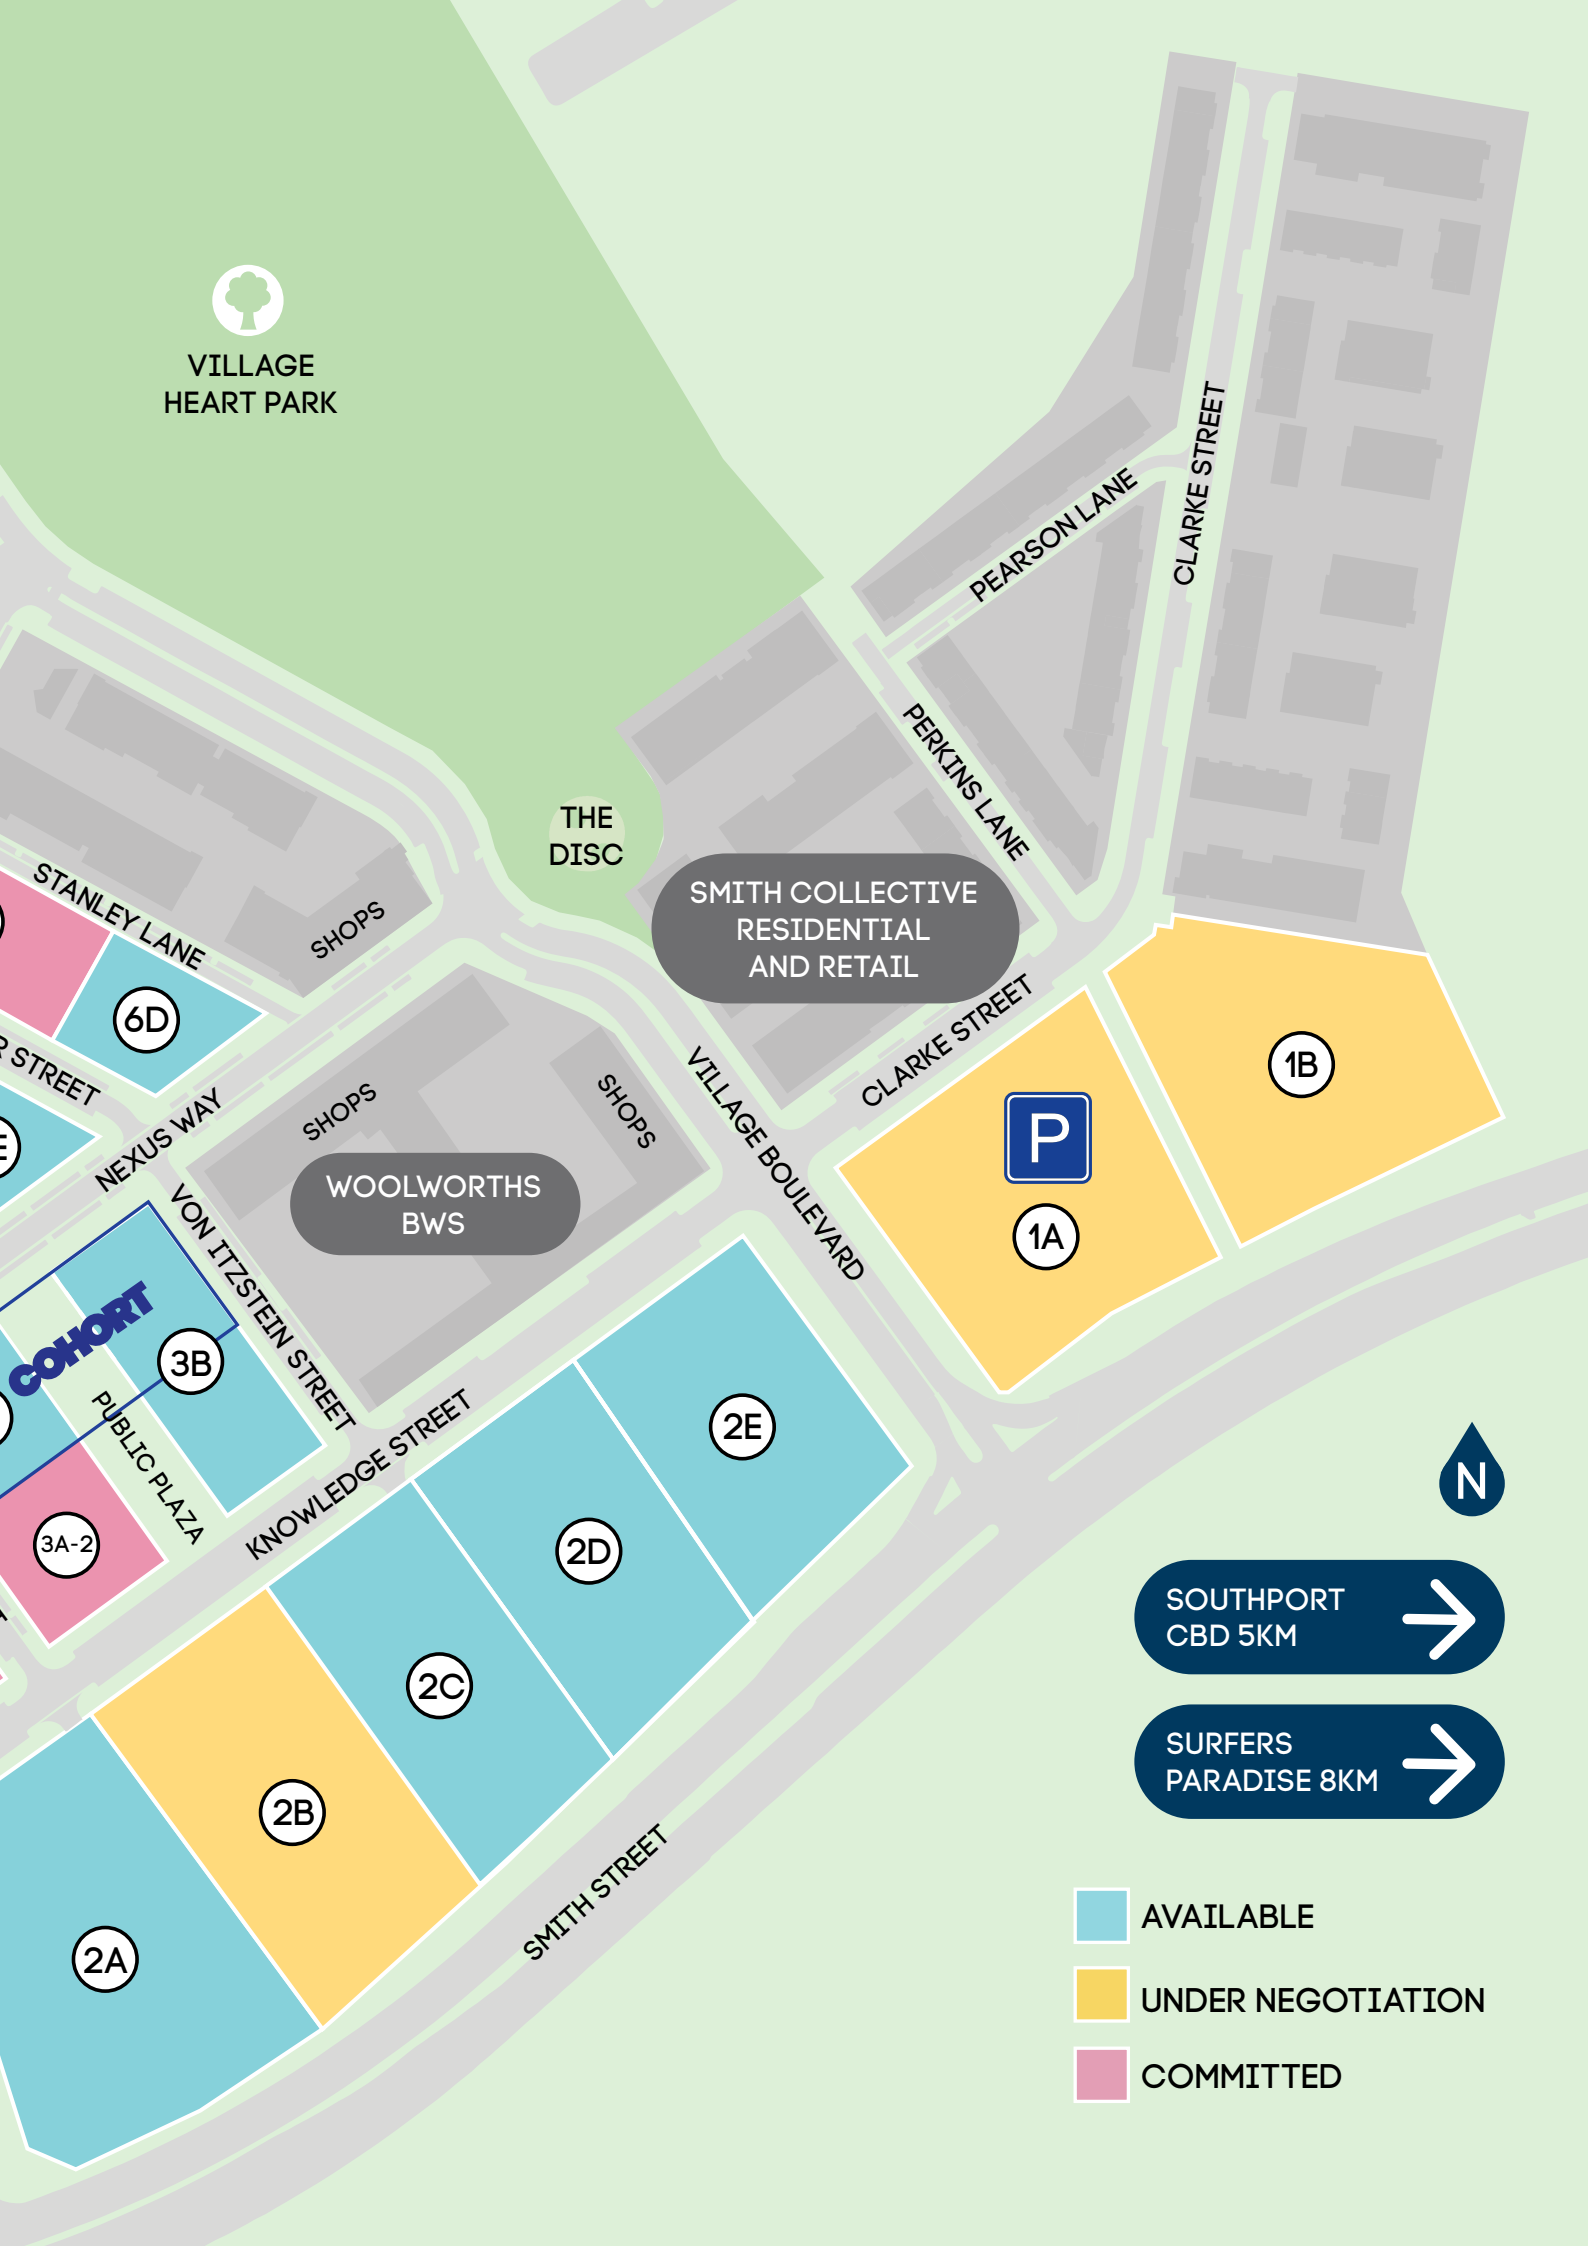 VILLAGE
HEART PARK
CLARKE STREET
PEARSON LANE
PERKINS LANE
THE
DISC
SMITH COLLECTIVE
RESIDENTIAL
AND RETAIL
STANLEY LANE
SHOPS
6D
STREET
NEXUS WAY
SHOPS
SHOPS
WOOLWORTHS
BWS
VILLAGE BOULEVARD
CLARKE STREET
1B
P
1A
VON ITZSTEIN STREET
COHORT
3B
PUBLIC PLAZA
3A-2
KNOWLEDGE STREET
2E
2D
2C
2B
2A
SMITH STREET
N
SOUTHPORT
CBD 5KM
SURFERS
PARADISE 8KM
AVAILABLE
UNDER NEGOTIATION
COMMITTED